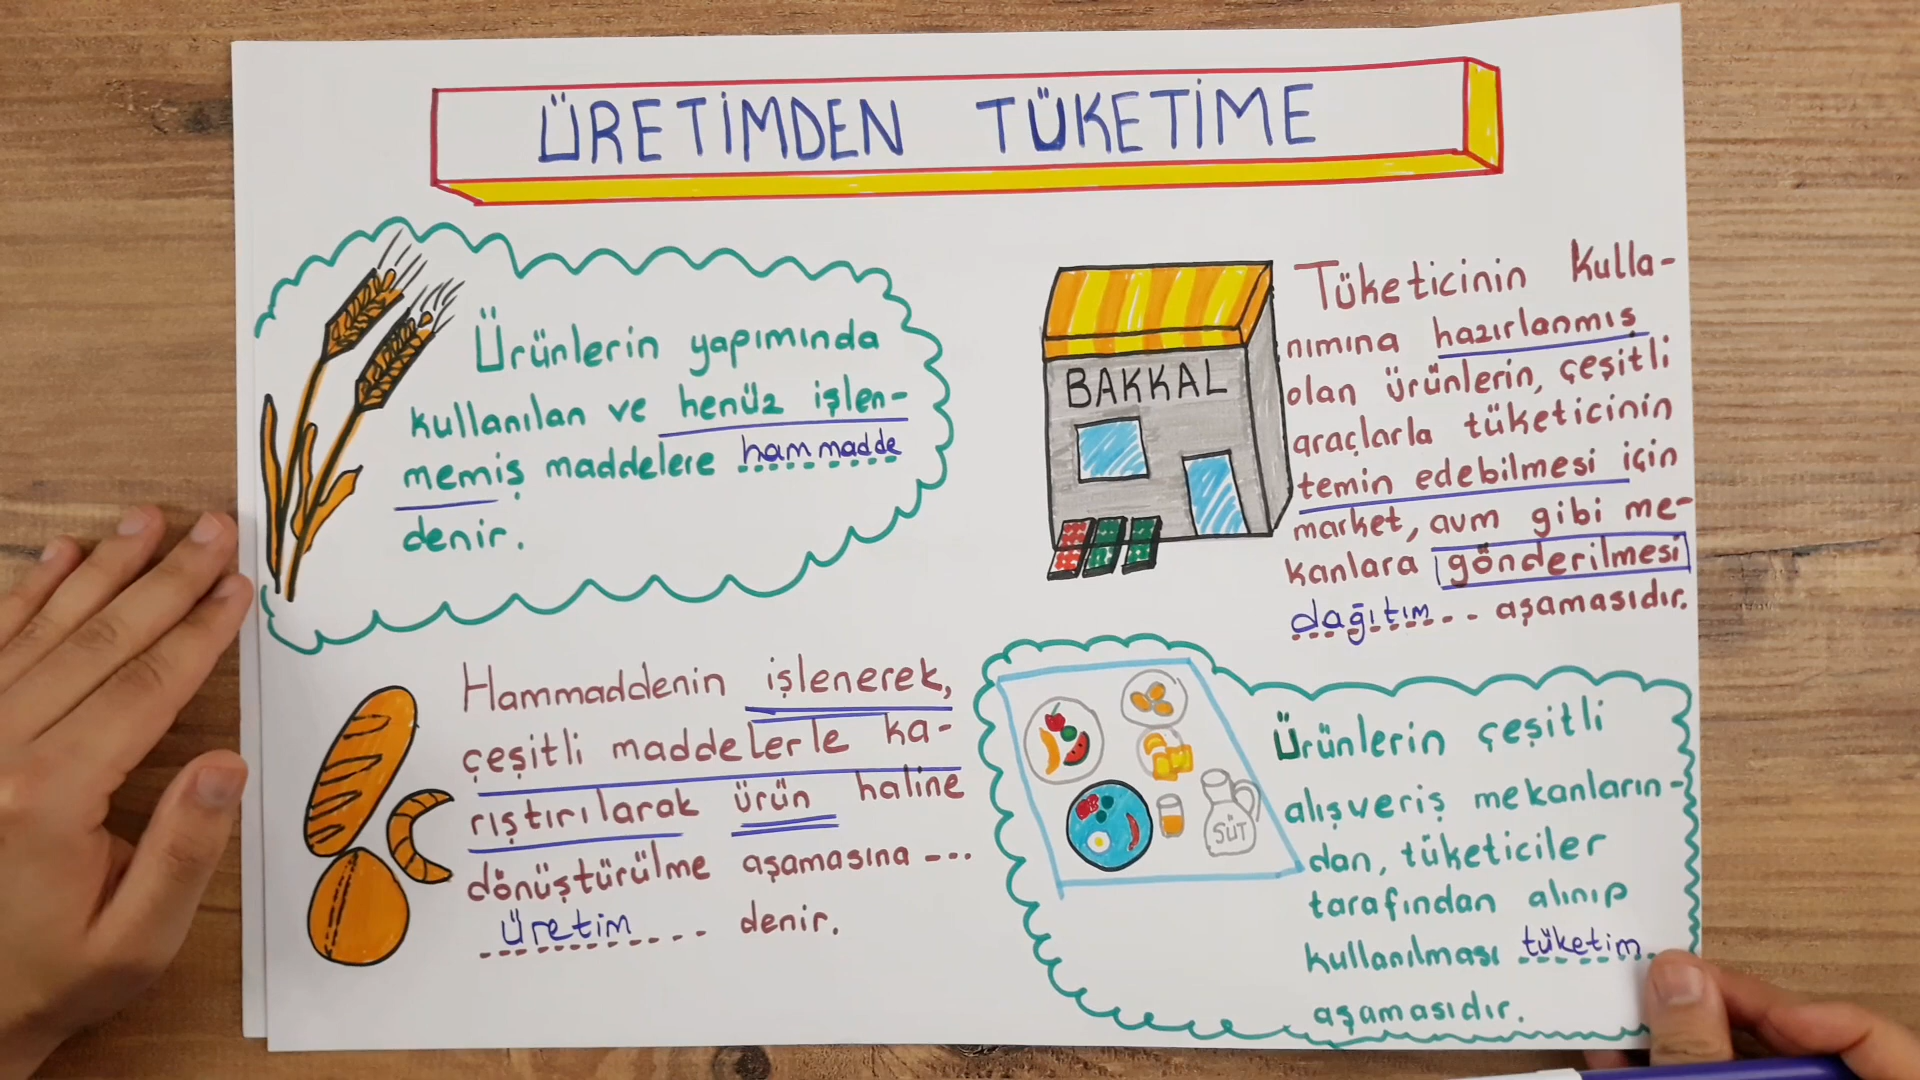 ÜRETİMDEN TÜKETİME
Ürünlerin yapımında
kullanılan ve henüz işlen-
memiş maddelere hammadde
denir.
Hammaddenin işlenerek,
çeşitli maddelerle ka-
rıştırılarak ürün haline
dönüştürülme aşamasına ---
üretim denir.
BAKKAL
Tüketicinin Kulla-
nımına hazırlanmış
olan ürünlerin, çeşitli
araçlarla tüketicinin
temin edebilmesi için
market, avm gibi me-
kanlara gönderilmesi
dağıtım aşamasıdır.
SÜT
Ürünlerin çeşitli
alışveriş mekanların-
dan, tüketiciler
tarafından alınıp
kullanılması tüketim
aşamasıdır.